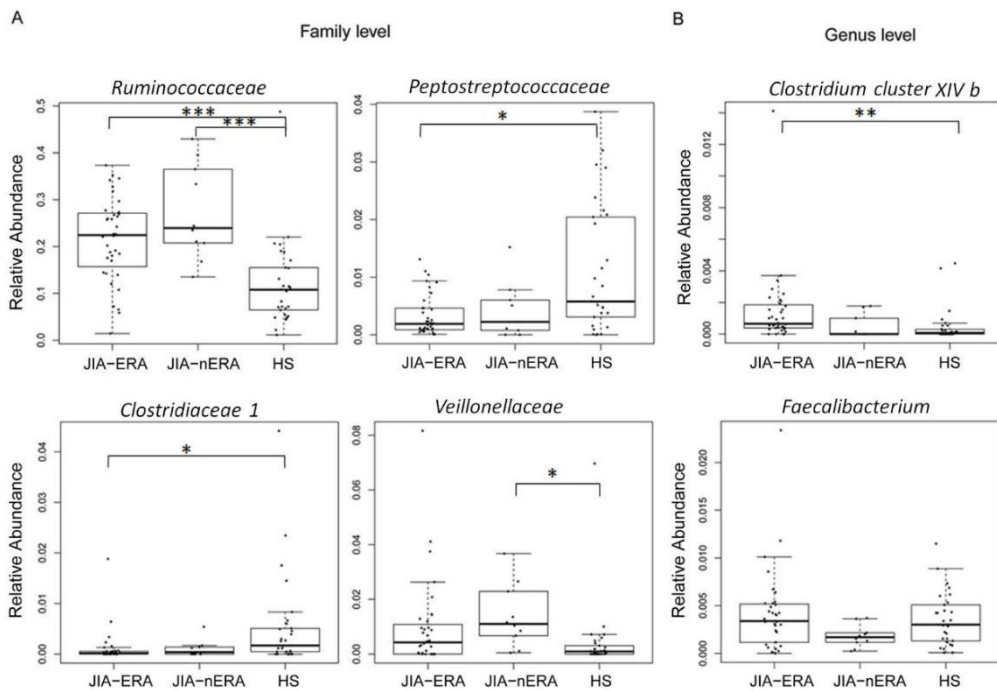 A
Family level
B
Genus level
Ruminococcaceae
Relative Abundance
0.5
0.4
0.3
0.2
0.1
0.0
***
***
JIA-ERA JIA-nERA HS
Peptostreptococcaceae
0.04
0.03
0.02
0.01
0.00
*
JIA-ERA JIA-nERA HS
Clostridium cluster XIV b
Relative Abundance
0.012
0.008
0.004
0.000
**
JIA-ERA JIA-nERA HS
Clostridiaceae 1
Relative Abundance
0.04
0.03
0.02
0.01
0.00
*
JIA-ERA JIA-nERA HS
Veillonellaceae
0.08
0.06
0.04
0.02
0.00
*
JIA-ERA JIA-nERA HS
Faecalibacterium
Relative Abundance
0.020
0.015
0.010
0.005
0.000
JIA-ERA JIA-nERA HS